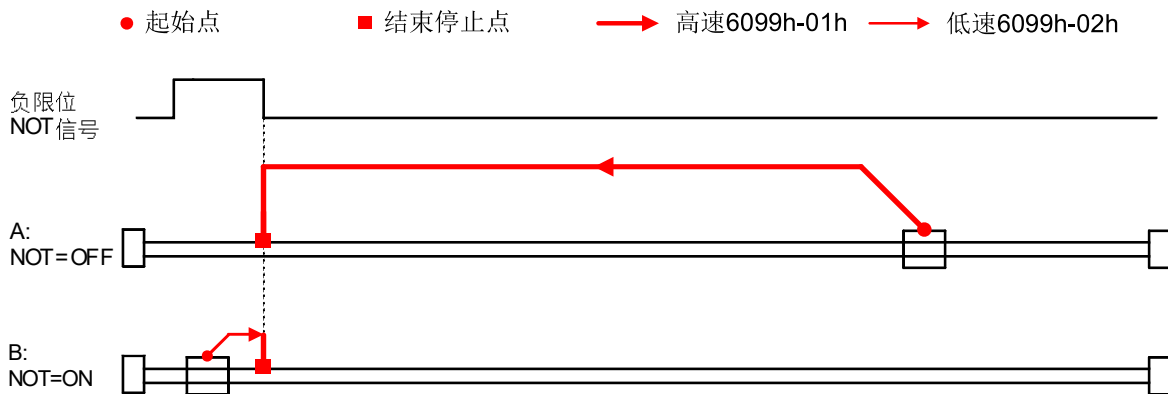 起始点 结束停止点 高速6099h-01h 低速6099h-02h
负限位
NOT信号
A:
NOT=OFF
B:
NOT=ON